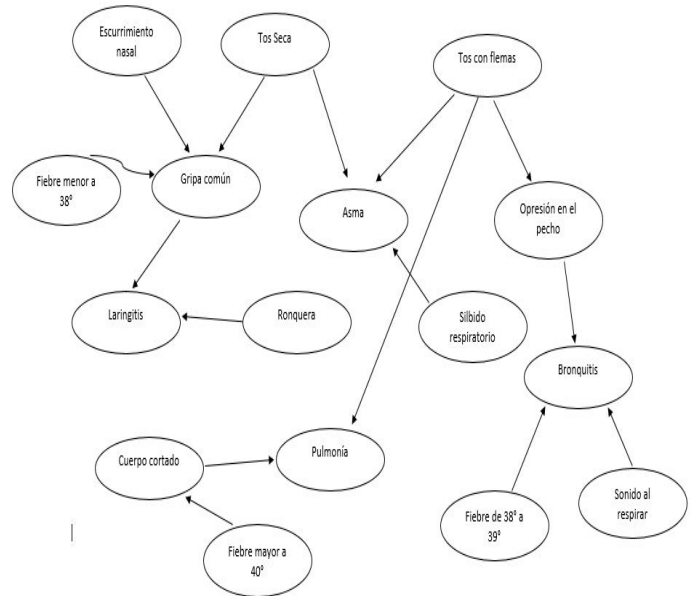 Escurrimiento
nasal
Tos Seca
Tos con flemas
Fiebre menor a
38°
Gripa común
Asma
Opresión en el
pecho
Laringitis
Ronquera
Silbido
respiratorio
Bronquitis
Cuerpo cortado
Pulmonía
Fiebre de 38° a
39°
Sonido al
respirar
Fiebre mayor a
40°